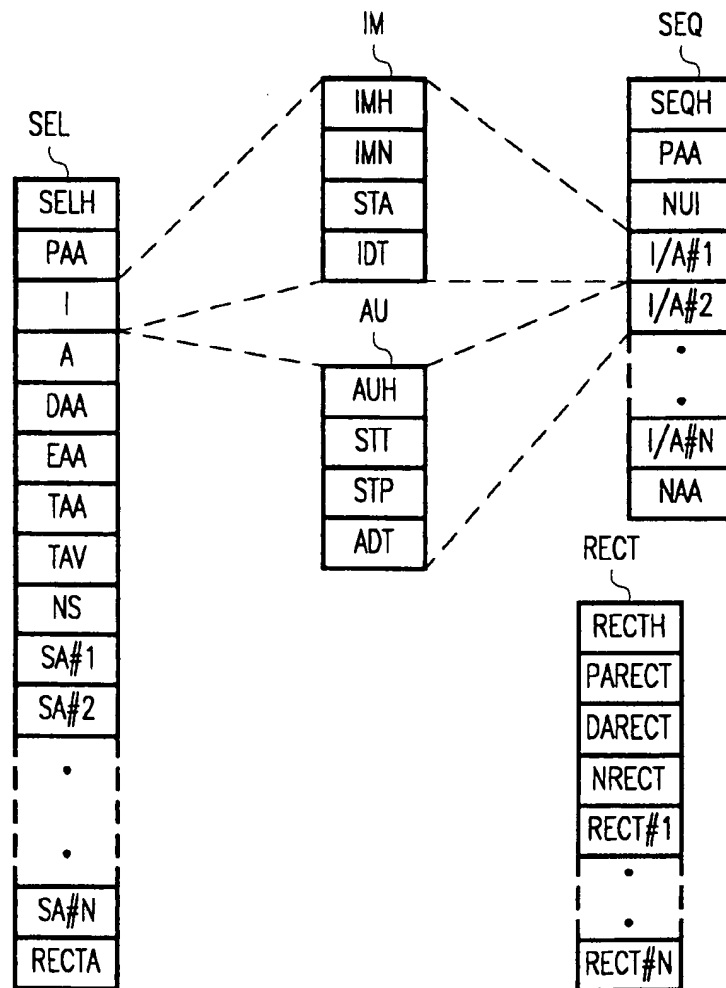 SEL
SELH
PAA
I
A
DAA
EAA
TAA
TAV
NS
SA#1
SA#2
SA#N
RECTA
IM
IMH
IMN
STA
IDT
AU
AUH
STT
STP
ADT
SEQ
SEQH
PAA
NUI
I/A#1
I/A#2
I/A#N
NAA
RECT
RECTH
PARECT
DARECT
NRECT
RECT#1
RECT#N